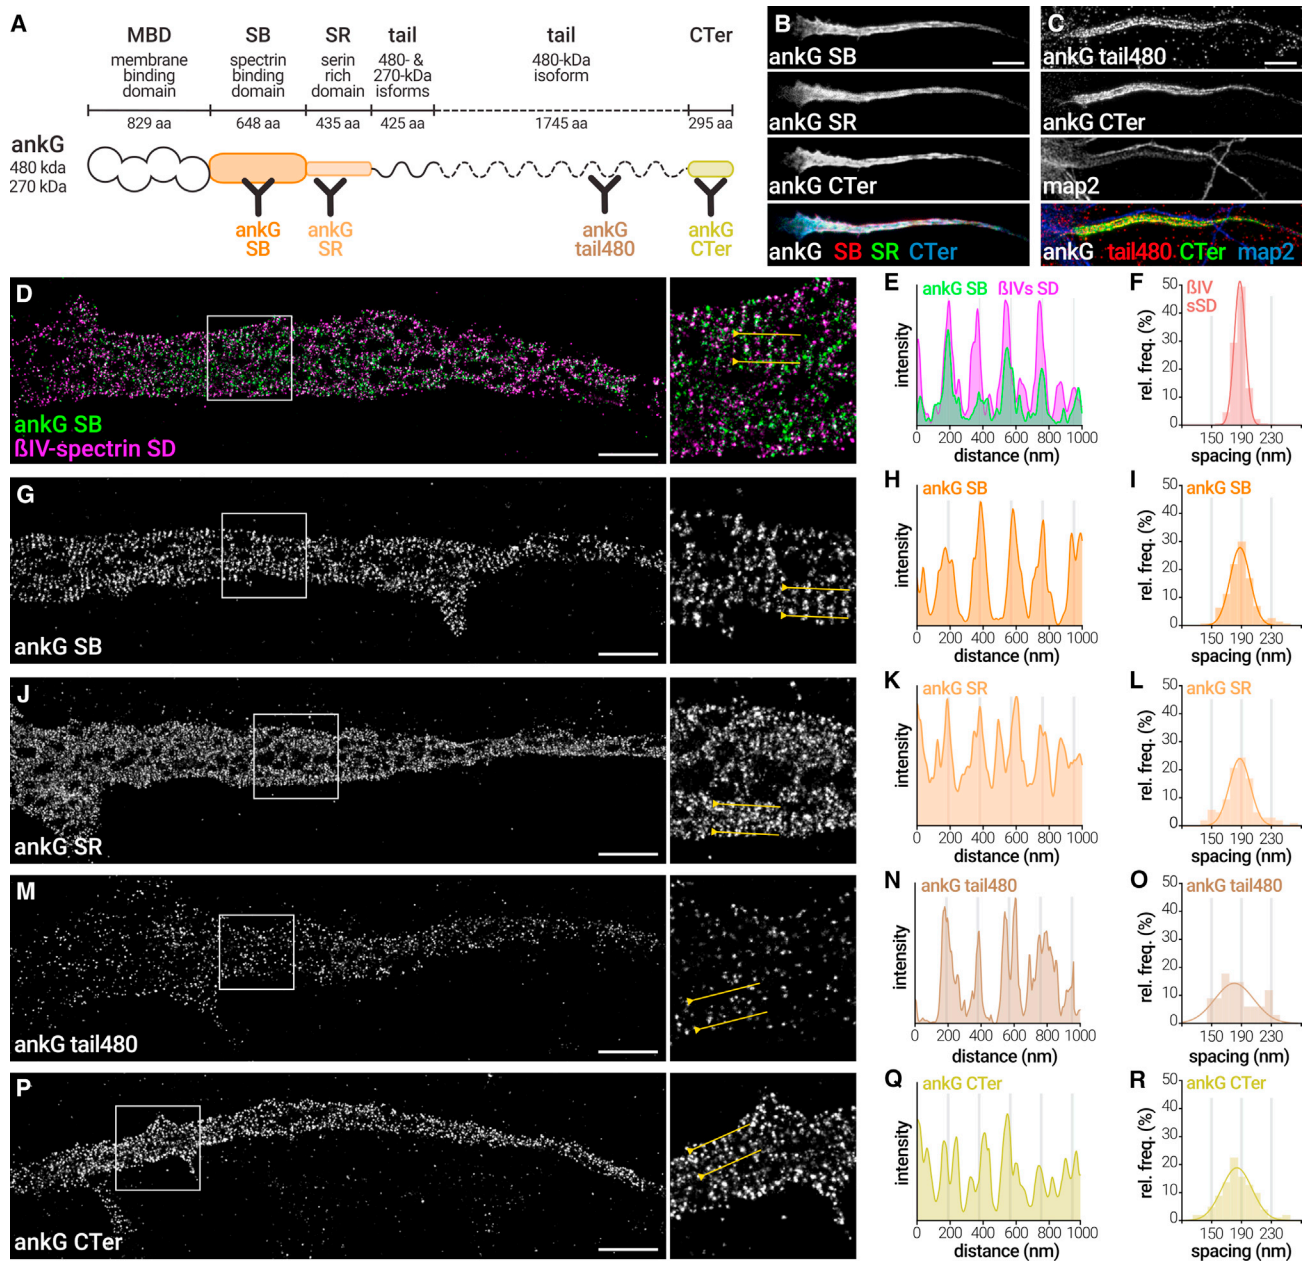 A
MBD SB SR tail tail CTer
membrane binding domain
spectrin binding domain
serin rich domain
480- & 270-kDa isforms
480-kDa isoform
829 aa 648 aa 435 aa 425 aa 1745 aa 295 aa
ankG
480 kda
270 kDa
ankG SB
ankG SR
ankG tail480
ankG CTer
B
ankG SB
ankG SR
ankG CTer
ankG SB SR CTer
C
ankG tail480
ankG CTer
map2
ankG tail480 CTer map2
D
ankG SB
ßIV-spectrin SD
E
ankG SB ßIVs SD
intensity
0 200 400 600 800 1000
distance (nm)
F
ßIV
sSD
rel. freq. (%)
50
40
30
20
10
0
150 190 230
spacing (nm)
G
ankG SB
H
ankG SB
intensity
0 200 400 600 800 1000
distance (nm)
I
ankG SB
rel. freq. (%)
50
40
30
20
10
0
150 190 230
spacing (nm)
J
ankG SR
K
ankG SR
intensity
0 200 400 600 800 1000
distance (nm)
L
ankG SR
rel. freq. (%)
50
40
30
20
10
0
150 190 230
spacing (nm)
M
ankG tail480
N
ankG tail480
intensity
0 200 400 600 800 1000
distance (nm)
O
ankG tail480
rel. freq. (%)
50
40
30
20
10
0
150 190 230
spacing (nm)
P
ankG CTer
Q
ankG CTer
intensity
0 200 400 600 800 1000
distance (nm)
R
ankG CTer
rel. freq. (%)
50
40
30
20
10
0
150 190 230
spacing (nm)